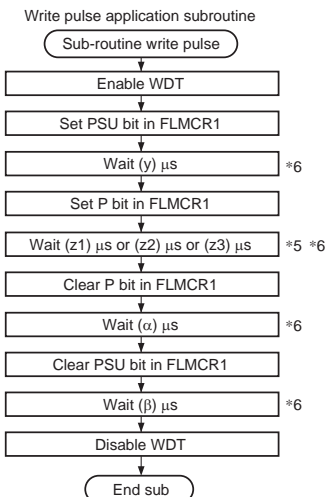 Write pulse application subroutine
Sub-routine write pulse
Enable WDT
Set PSU bit in FLMCR1
Wait (y) μs *6
Set P bit in FLMCR1
Wait (z1) μs or (z2) μs or (z3) μs *5 *6
Clear P bit in FLMCR1
Wait (α) μs *6
Clear PSU bit in FLMCR1
Wait (β) μs *6
Disable WDT
End sub